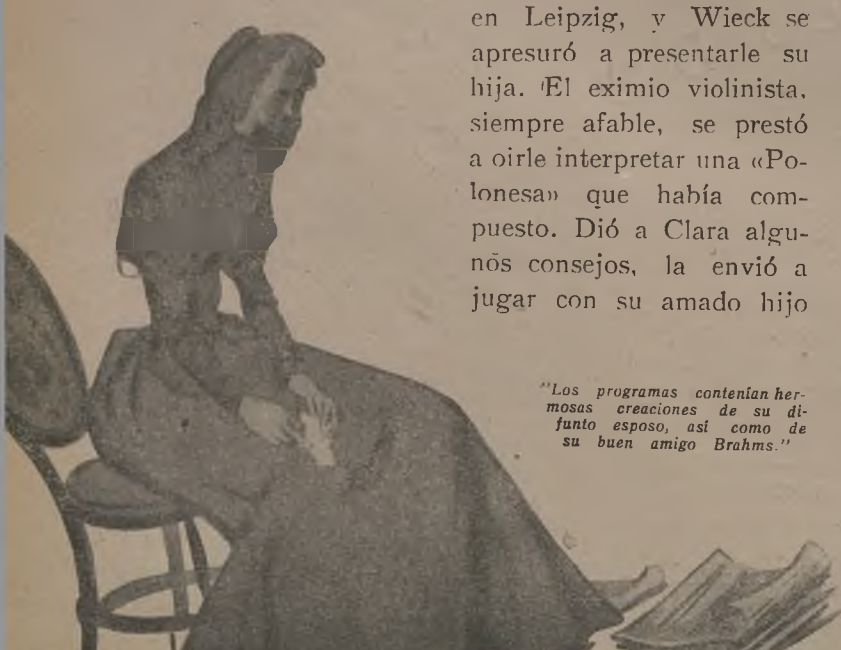 en Leipzig, y Wieck se
apresuró a presentarle su
hija. El eximio violinista,
siempre afable, se prestó
a oirle interpretar una «Po-
lonesa» que había com-
puesto. Dió a Clara algu-
nos consejos, la envió a
jugar con su amado hijo
"Los programas contenían her-
mosas creaciones de su di-
funto esposo, así como de
su buen amigo Brahms."